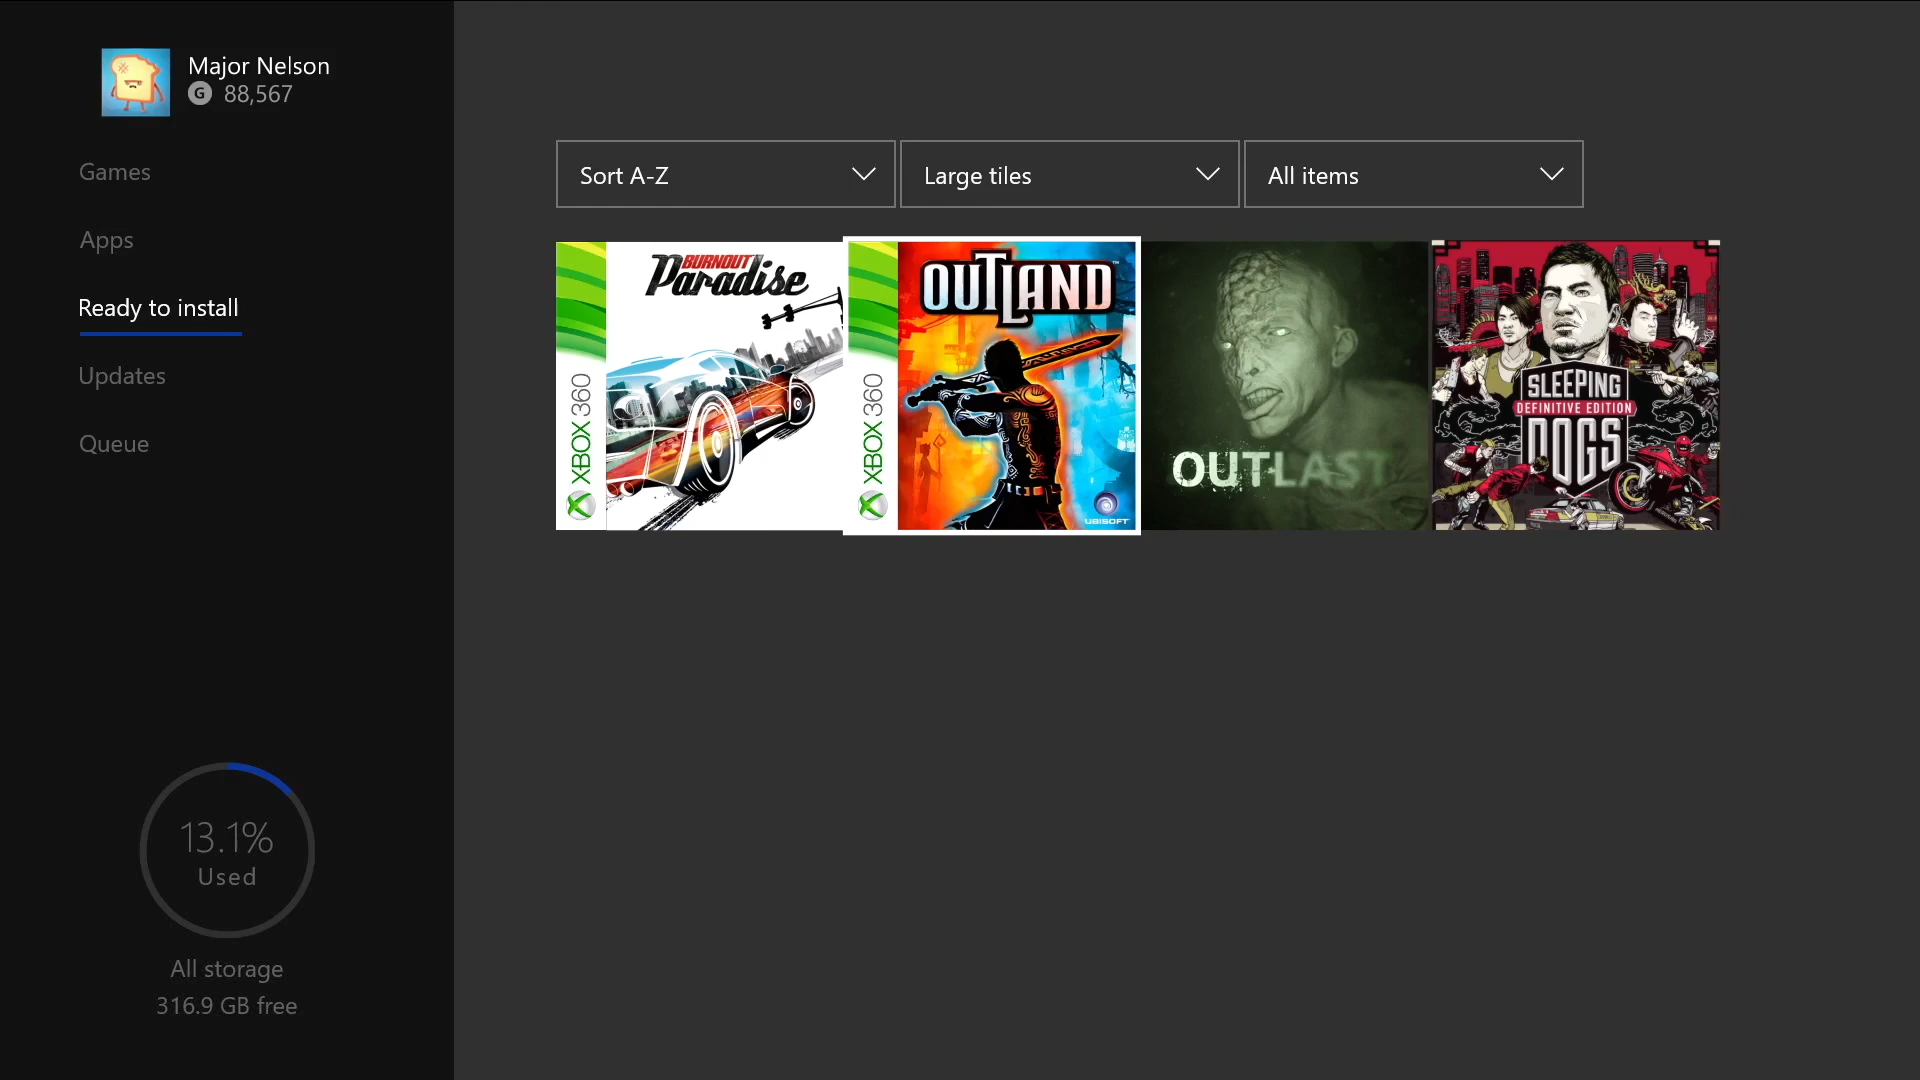 Major Nelson
G 88,567
Games
Apps
Ready to install
Updates
Queue
13.1%
Used
All storage
316.9 GB free
Sort A-Z
Large tiles
All items
XBOX 360
BURNOUT
Paradise
XBOX 360
OUTLAND
UBISOFT
OUTLAST
SLEEPING
DEFINITIVE EDITION
DOGS